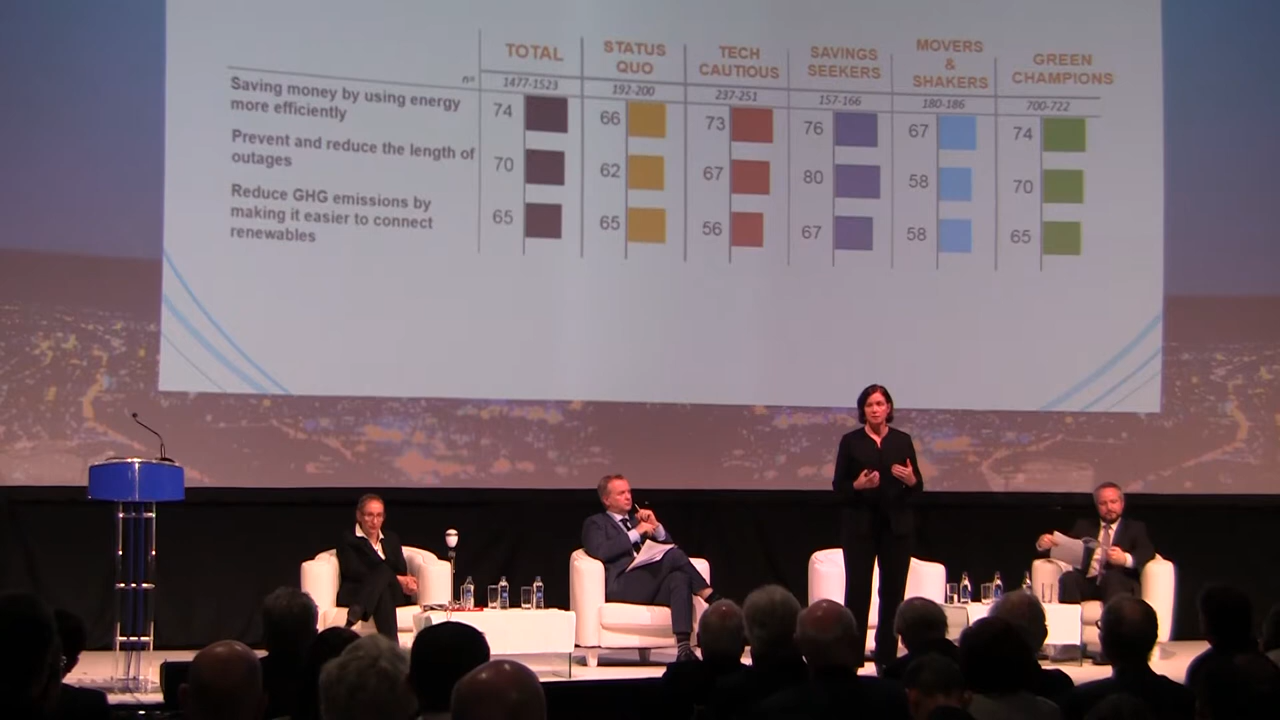 TOTAL STATUS QUO TECH CAUTIOUS SAVINGS SEEKERS MOVERS & SHAKERS GREEN CHAMPIONS
n= 1477-1523 192-200 237-251 157-166 180-186 700-722
Saving money by using energy
more efficiently
74 66 73 76 67 74
Prevent and reduce the length of
outages
70 62 67 80 58 70
Reduce GHG emissions by
making it easier to connect
renewables
65 65 56 67 58 65